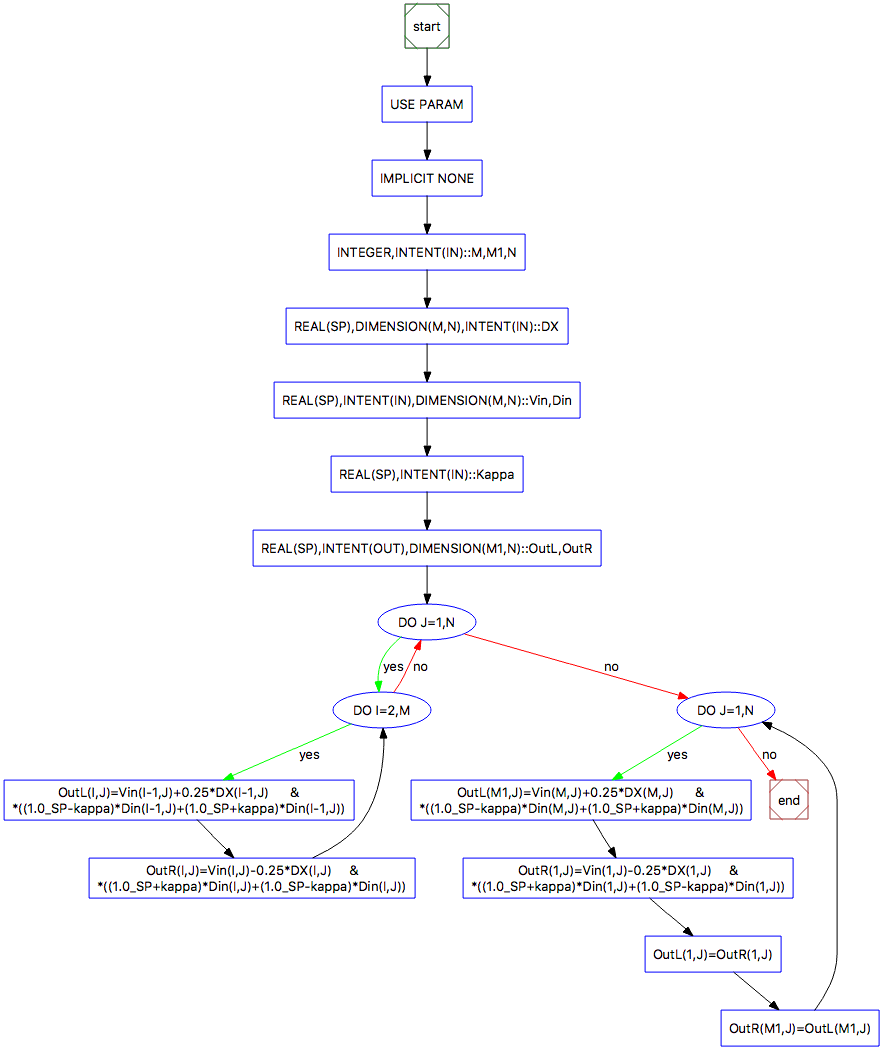 start
USE PARAM
IMPLICIT NONE
INTEGER,INTENT(IN)::M,M1,N
REAL(SP),DIMENSION(M,N),INTENT(IN)::DX
REAL(SP),INTENT(IN),DIMENSION(M,N)::Vin,Din
REAL(SP),INTENT(IN)::Kappa
REAL(SP),INTENT(OUT),DIMENSION(M1,N)::OutL,OutR
DO J=1,N
yes
no
no
DO I=2,M
DO J=1,N
yes
yes
no
OutL(I,J)=Vin(I-1,J)+0.25*DX(I-1,J) &
*((1.0_SP-kappa)*Din(I-1,J)+(1.0_SP+kappa)*Din(I-1,J))
OutL(M1,J)=Vin(M,J)+0.25*DX(M,J) &
*((1.0_SP-kappa)*Din(M,J)+(1.0_SP+kappa)*Din(M,J))
end
OutR(I,J)=Vin(I,J)-0.25*DX(I,J) &
*((1.0_SP+kappa)*Din(I,J)+(1.0_SP-kappa)*Din(I,J))
OutR(1,J)=Vin(1,J)-0.25*DX(1,J) &
*((1.0_SP+kappa)*Din(1,J)+(1.0_SP-kappa)*Din(1,J))
OutL(1,J)=OutR(1,J)
OutR(M1,J)=OutL(M1,J)